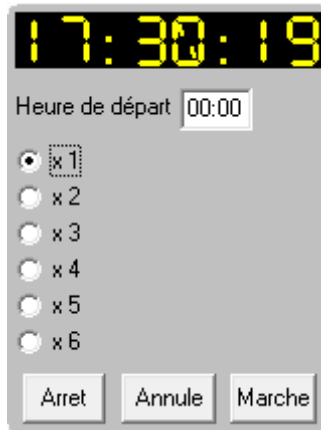 17:30:19
Heure de départ 00:00
x 1
x 2
x 3
x 4
x 5
x 6
Arret Annule Marche